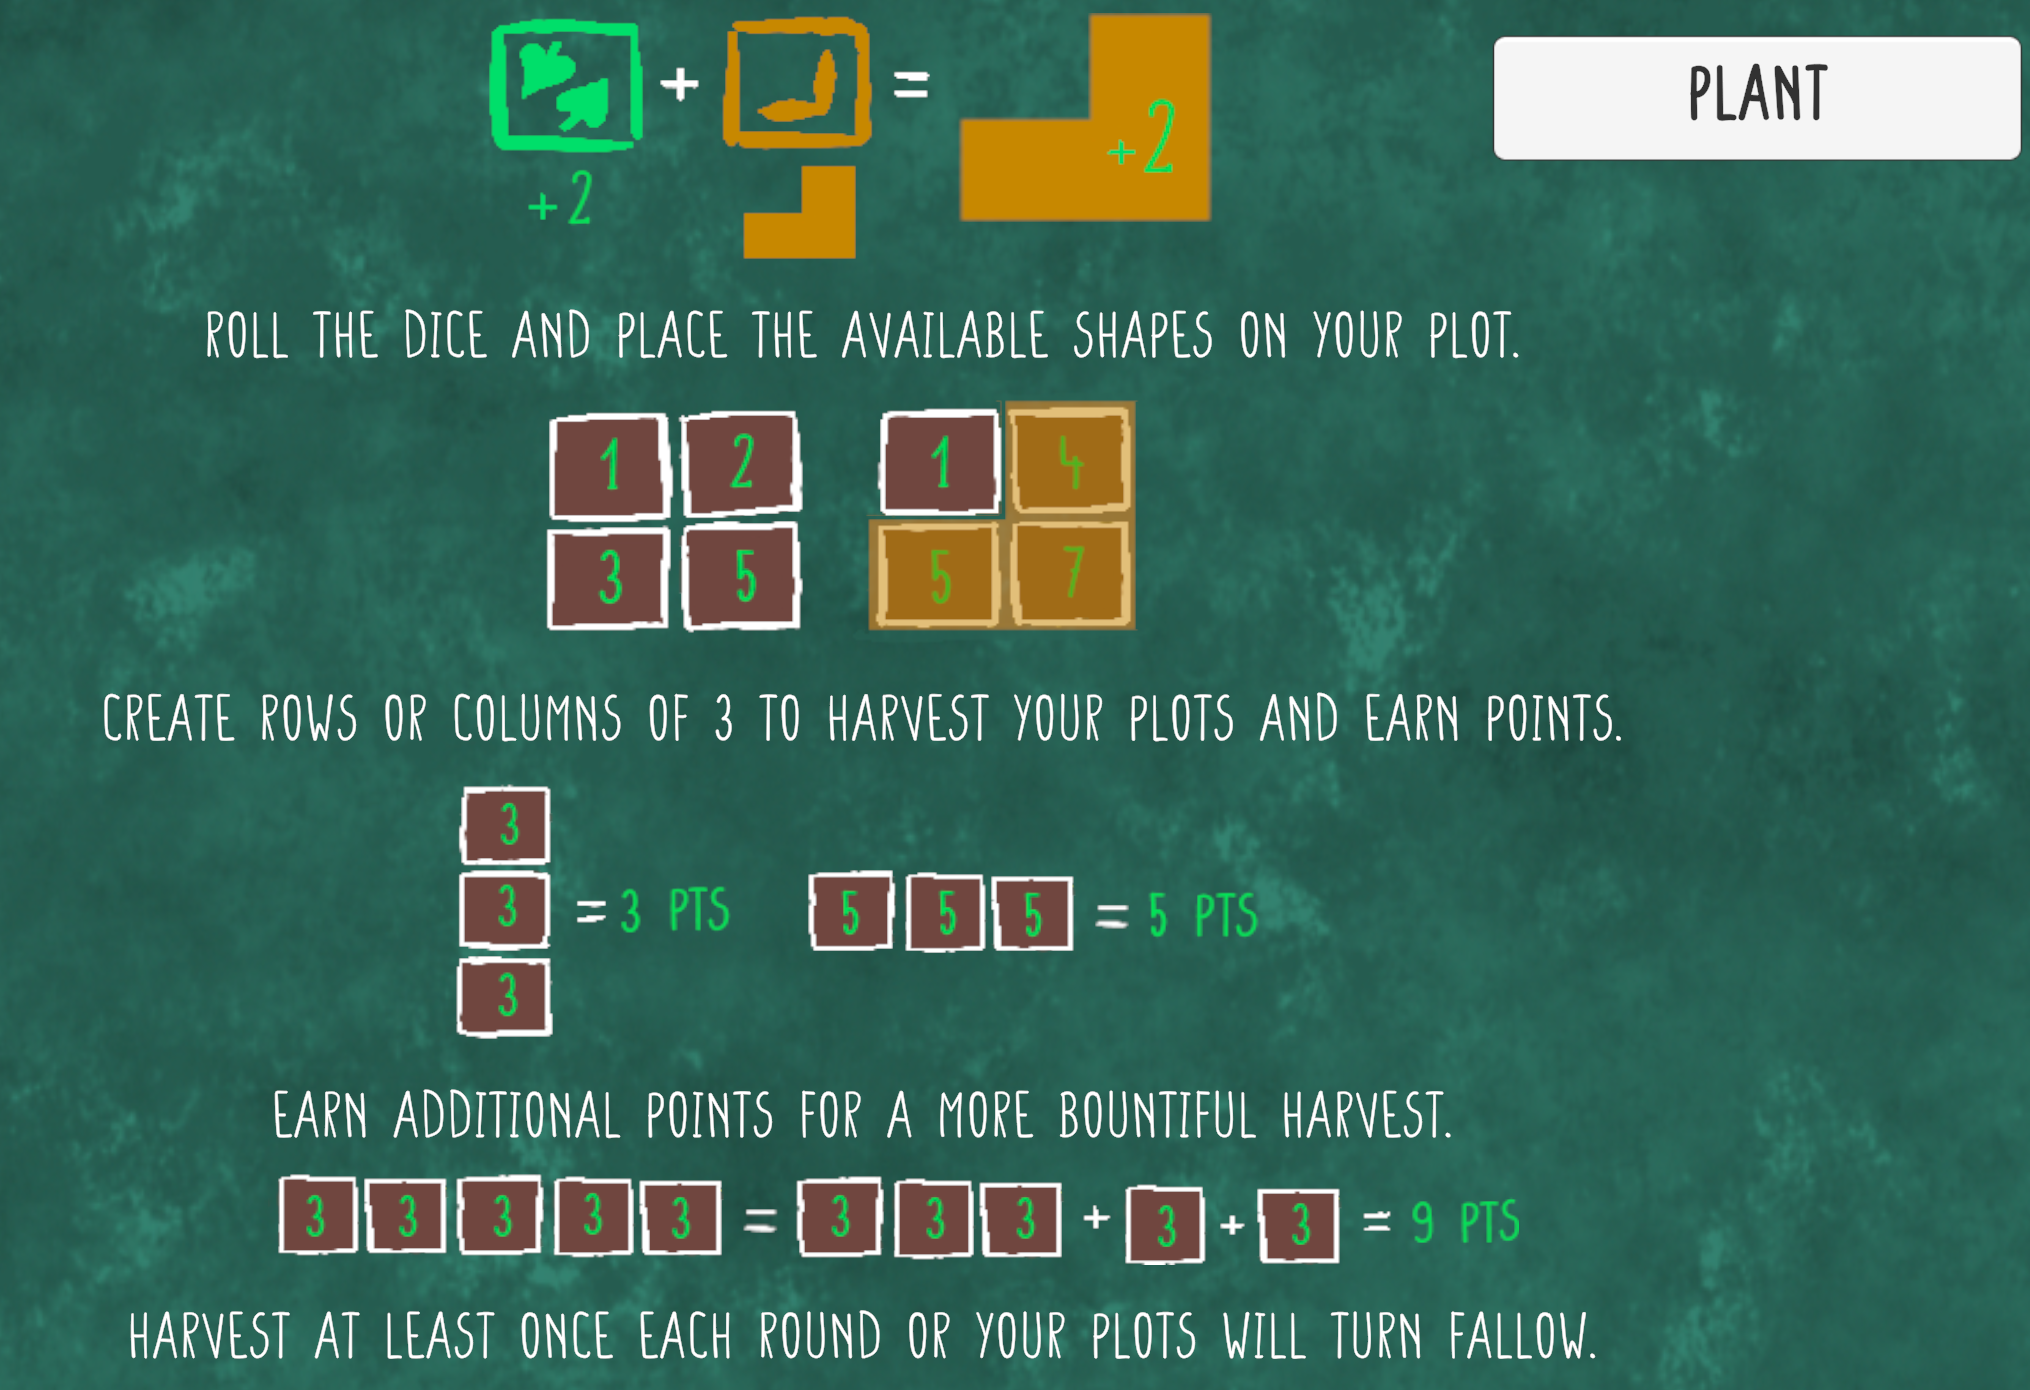 + = +2 PLANT
+2
ROLL THE DICE AND PLACE THE AVAILABLE SHAPES ON YOUR PLOT.
1 2 1 4
3 5 5 7
CREATE ROWS OR COLUMNS OF 3 TO HARVEST YOUR PLOTS AND EARN POINTS.
3
3 = 3 PTS 5 5 5 = 5 PTS
3
EARN ADDITIONAL POINTS FOR A MORE BOUNTIFUL HARVEST.
3 3 3 3 3 = 3 3 3 + 3 + 3 = 9 PTS
HARVEST AT LEAST ONCE EACH ROUND OR YOUR PLOTS WILL TURN FALLOW.